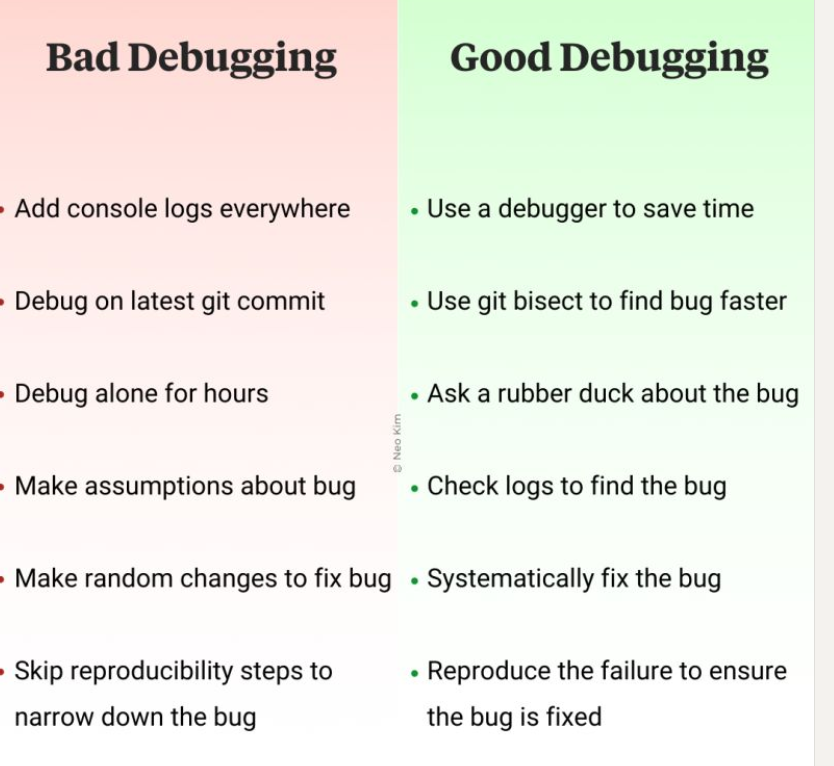 Bad Debugging
• Add console logs everywhere
• Debug on latest git commit
• Debug alone for hours
• Make assumptions about bug
• Make random changes to fix bug
• Skip reproducibility steps to
narrow down the bug
© Neo Kim
Good Debugging
• Use a debugger to save time
• Use git bisect to find bug faster
• Ask a rubber duck about the bug
• Check logs to find the bug
• Systematically fix the bug
• Reproduce the failure to ensure
the bug is fixed